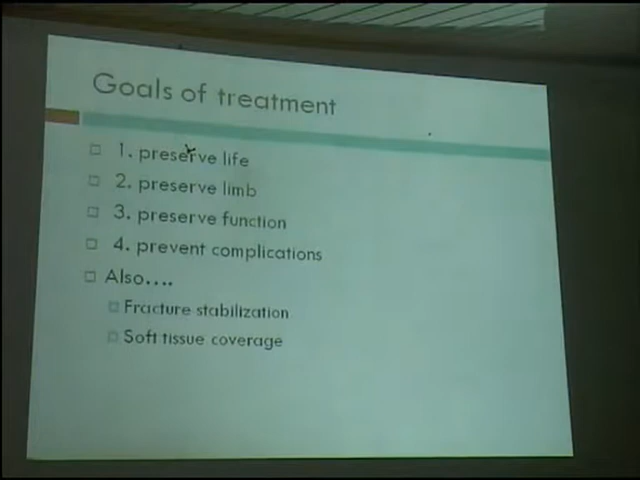 Goals of treatment
1. preserve life
2. preserve limb
3. preserve function
4. prevent complications
Also....
Fracture stabilization
Soft tissue coverage